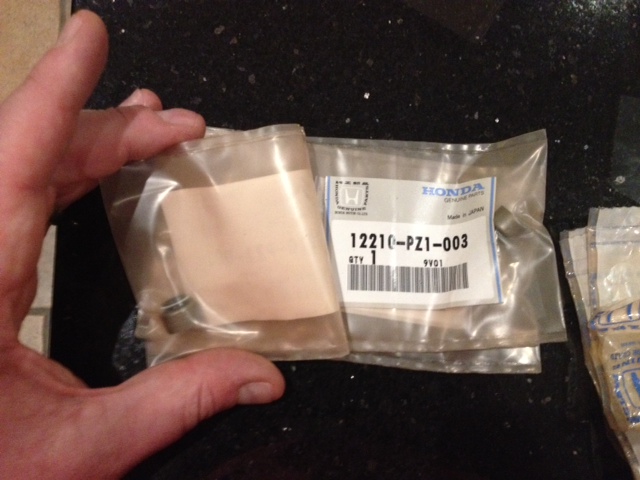 HONDA
GENUINE PARTS
Made in JAPAN
12210-PZ1-003
QTY 1 9V01